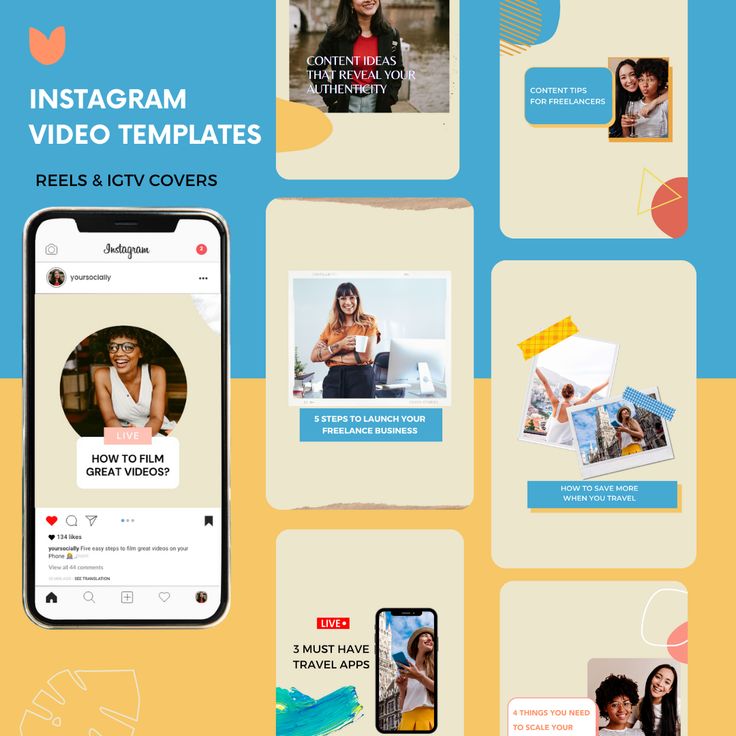 INSTAGRAM
VIDEO TEMPLATES
REELS & IGTV COVERS
Instagram
2
yoursocially
LIVE
HOW TO FILM
GREAT VIDEOS?
134 likes
yoursocially Five easy steps to film great videos on your
Phone
View all 44 comments
SEE TRANSLATION
CONTENT IDEAS
THAT REVEAL YOUR
AUTHENTICITY
5 STEPS TO LAUNCH YOUR
FREELANCE BUSINESS
LIVE
3 MUST HAVE
TRAVEL APPS
CONTENT TIPS
FOR FREELANCERS
HOW TO SAVE MORE
WHEN YOU TRAVEL
4 THINGS YOU NEED
TO SCALE YOUR